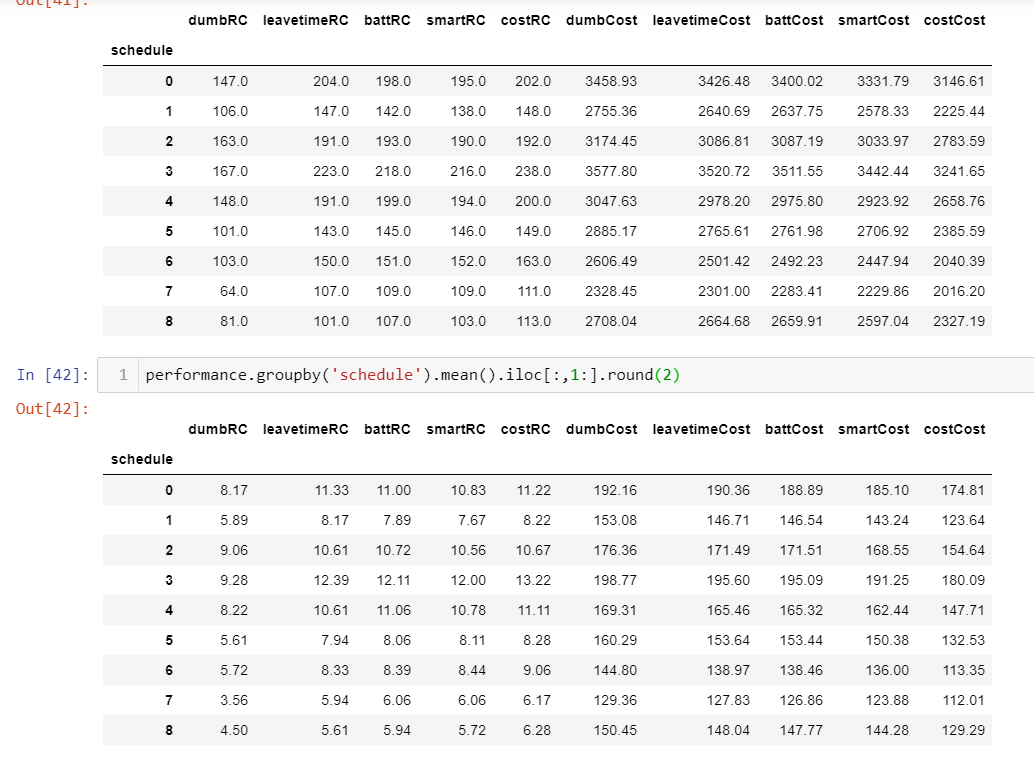 Out[41]:
dumbRC leavetimeRC battRC smartRC costRC dumbCost leavetimeCost battCost smartCost costCost
schedule
0 147.0 204.0 198.0 195.0 202.0 3458.93 3426.48 3400.02 3331.79 3146.61
1 106.0 147.0 142.0 138.0 148.0 2755.36 2640.69 2637.75 2578.33 2225.44
2 163.0 191.0 193.0 190.0 192.0 3174.45 3086.81 3087.19 3033.97 2783.59
3 167.0 223.0 218.0 216.0 238.0 3577.80 3520.72 3511.55 3442.44 3241.65
4 148.0 191.0 199.0 194.0 200.0 3047.63 2978.20 2975.80 2923.92 2658.76
5 101.0 143.0 145.0 146.0 149.0 2885.17 2765.61 2761.98 2706.92 2385.59
6 103.0 150.0 151.0 152.0 163.0 2606.49 2501.42 2492.23 2447.94 2040.39
7 64.0 107.0 109.0 109.0 111.0 2328.45 2301.00 2283.41 2229.86 2016.20
8 81.0 101.0 107.0 103.0 113.0 2708.04 2664.68 2659.91 2597.04 2327.19
In [42]: 1 performance.groupby('schedule').mean().iloc[:,1:].round(2)
Out[42]:
dumbRC leavetimeRC battRC smartRC costRC dumbCost leavetimeCost battCost smartCost costCost
schedule
0 8.17 11.33 11.00 10.83 11.22 192.16 190.36 188.89 185.10 174.81
1 5.89 8.17 7.89 7.67 8.22 153.08 146.71 146.54 143.24 123.64
2 9.06 10.61 10.72 10.56 10.67 176.36 171.49 171.51 168.55 154.64
3 9.28 12.39 12.11 12.00 13.22 198.77 195.60 195.09 191.25 180.09
4 8.22 10.61 11.06 10.78 11.11 169.31 165.46 165.32 162.44 147.71
5 5.61 7.94 8.06 8.11 8.28 160.29 153.64 153.44 150.38 132.53
6 5.72 8.33 8.39 8.44 9.06 144.80 138.97 138.46 136.00 113.35
7 3.56 5.94 6.06 6.06 6.17 129.36 127.83 126.86 123.88 112.01
8 4.50 5.61 5.94 5.72 6.28 150.45 148.04 147.77 144.28 129.29